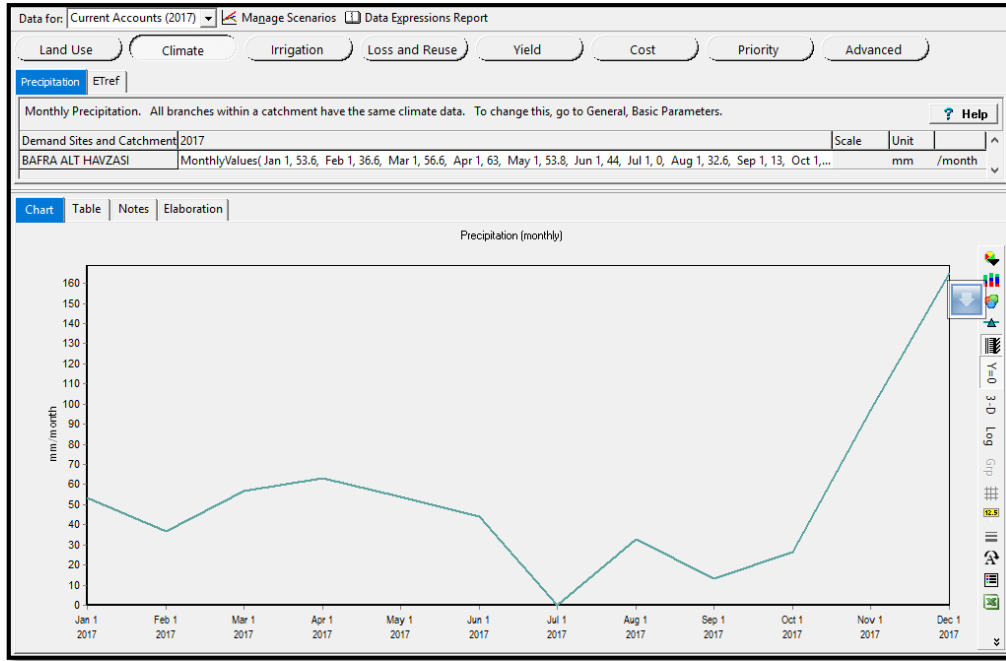 Data for: Current Accounts (2017) Manage Scenarios Data Expressions Report
Land Use Climate Irrigation Loss and Reuse Yield Cost Priority Advanced
Precipitation ETref
Monthly Precipitation. All branches within a catchment have the same climate data. To change this, go to General, Basic Parameters. ? Help
Demand Sites and Catchment 2017 Scale Unit
BAFRA ALT HAVZASI MonthlyValues( Jan 1, 53.6, Feb 1, 36.6, Mar 1, 56.6, Apr 1, 63, May 1, 53.8, Jun 1, 44, Jul 1, 0, Aug 1, 32.6, Sep 1, 13, Oct 1,... mm /month
Chart Table Notes Elaboration
Precipitation (monthly)
160
150
140
130
120
110
100
90
80
70
60
50
40
30
20
10
0
mm/month
Jan 1 Feb 1 Mar 1 Apr 1 May 1 Jun 1 Jul 1 Aug 1 Sep 1 Oct 1 Nov 1 Dec 1
2017 2017 2017 2017 2017 2017 2017 2017 2017 2017 2017 2017
Y=0
3-D
Log
Grp
12.5